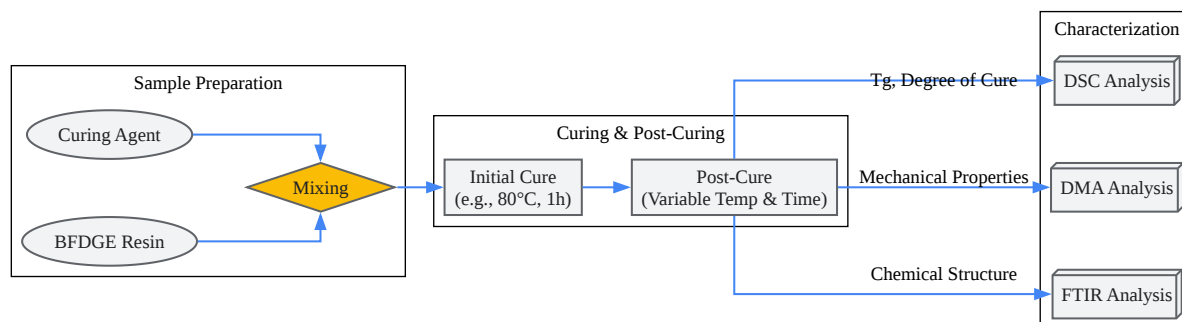 Sample Preparation
Curing Agent
Mixing
BFDGE Resin
Curing & Post-Curing
Initial Cure
(e.g., 80°C, 1h)
Post-Cure
(Variable Temp & Time)
Tg, Degree of Cure
Mechanical Properties
Chemical Structure
Characterization
DSC Analysis
DMA Analysis
FTIR Analysis